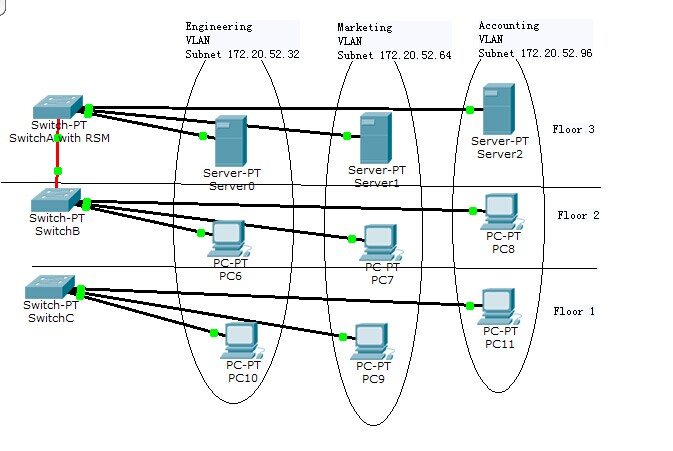 Engineering
VLAN
Subnet 172.20.52.32
Marketing
VLAN
Subnet 172.20.52.64
Accounting
VLAN
Subnet 172.20.52.96
Switch-PT
SwitchA with RSM
Server-PT
Server0
Server-PT
Server1
Server-PT
Server2
Floor 3
Switch-PT
SwitchB
PC-PT
PC6
PC-PT
PC7
PC-PT
PC8
Floor 2
Switch-PT
SwitchC
PC-PT
PC10
PC-PT
PC9
PC-PT
PC11
Floor 1